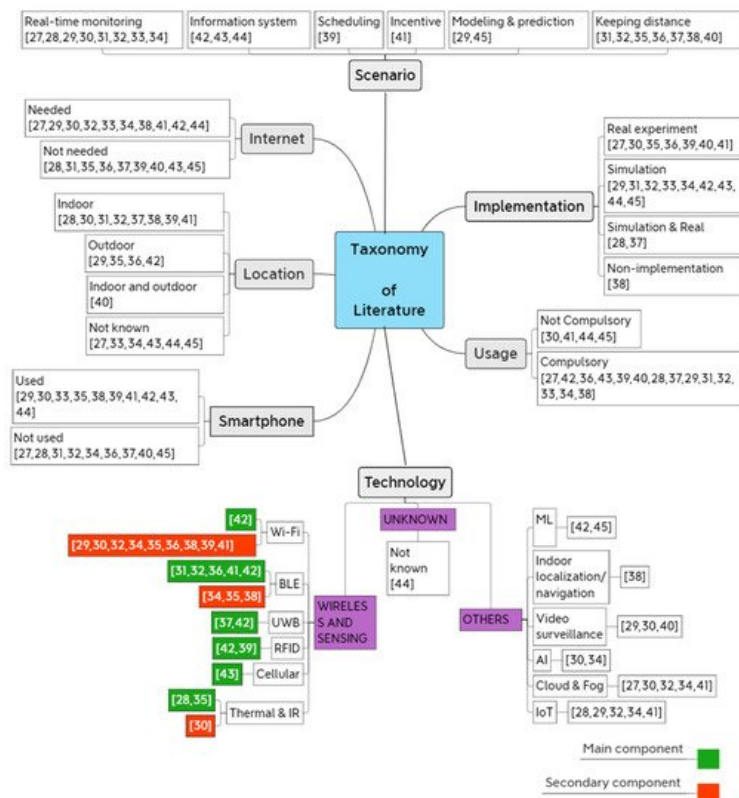 Real-time monitoring
[27,28,29,30,31,32,33,34]
Information system
[42,43,44]
Scheduling
[39]
Incentive
[41]
Modeling & prediction
[29,45]
Keeping distance
[31,32,35,36,37,38,40]
Scenario
Needed
[27,29,30,32,33,34,38,41,42,44]
Not needed
[28,31,35,36,37,39,40,43,45]
Internet
Indoor
[28,30,31,32,37,38,39,41]
Outdoor
[29,35,36,42]
Indoor and outdoor
[40]
Not known
[27,33,34,43,44,45]
Location
Used
[29,30,33,35,38,39,41,42,43,
44]
Not used
[27,28,31,32,34,36,37,40,45]
Smartphone
Taxonomy
of
Literature
Implementation
Real experiment
[27,30,35,36,39,40,41]
Simulation
[29,31,32,33,34,42,43,
44,45]
Simulation & Real
[28,37]
Non-implementation
[38]
Usage
Not Compulsory
[30,41,44,45]
Compulsory
[27,42,36,43,39,40,28,37,29,31,32,
33,34,38]
Technology
WIRELES
S AND
SENSING
[42]
[29,30,32,34,35,36,38,39,41]
Wi-Fi
[31,32,36,41,42]
[34,35,38]
BLE
[37,42]
UWB
[42,39]
RFID
[43]
Cellular
[28,35]
[30]
Thermal & IR
UNKNOWN
Not
known
[44]
OTHERS
ML
[42,45]
Indoor
localization/
navigation
[38]
Video
surveillance
[29,30,40]
AI
[30,34]
Cloud & Fog
[27,30,32,34,41]
IoT
[28,29,32,34,41]
Main component
Secondary component